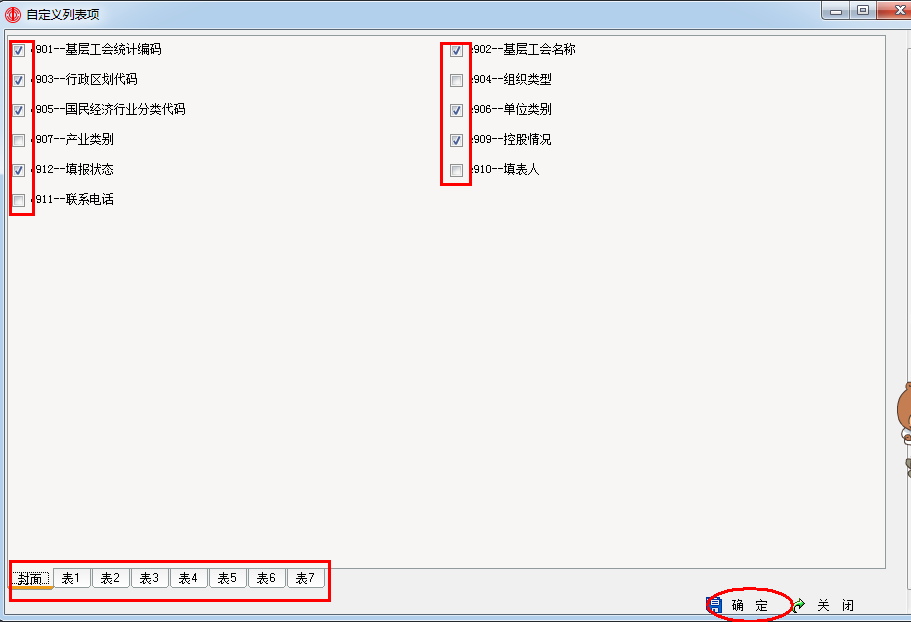 自定义列表项
901--基层工会统计编码
902--基层工会名称
903--行政区划代码
904--组织类型
905--国民经济行业分类代码
906--单位类别
907--产业类别
909--控股情况
912--填报状态
910--填表人
911--联系电话
封面 表1 表2 表3 表4 表5 表6 表7
确 定 关 闭